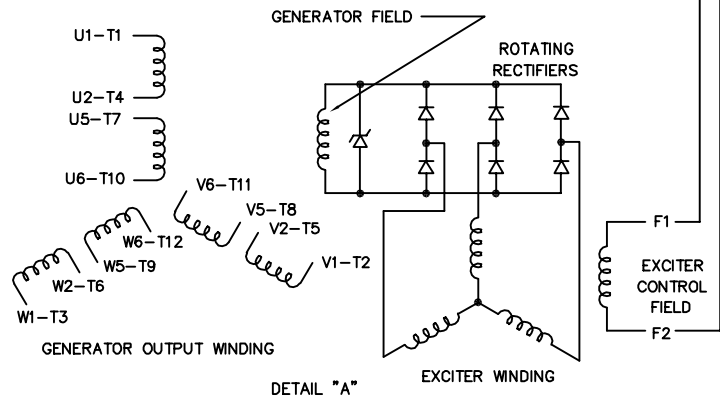 GENERATOR FIELD
U1–T1
ROTATING
RECTIFIERS
U2–T4
U5–T7
U6–T10
V6–T11
V5–T8
V2–T5
W6–T12
W5–T9
V1–T2
W2–T6
W1–T3
F1
EXCITER
CONTROL
FIELD
F2
GENERATOR OUTPUT WINDING
EXCITER WINDING
DETAIL "A"